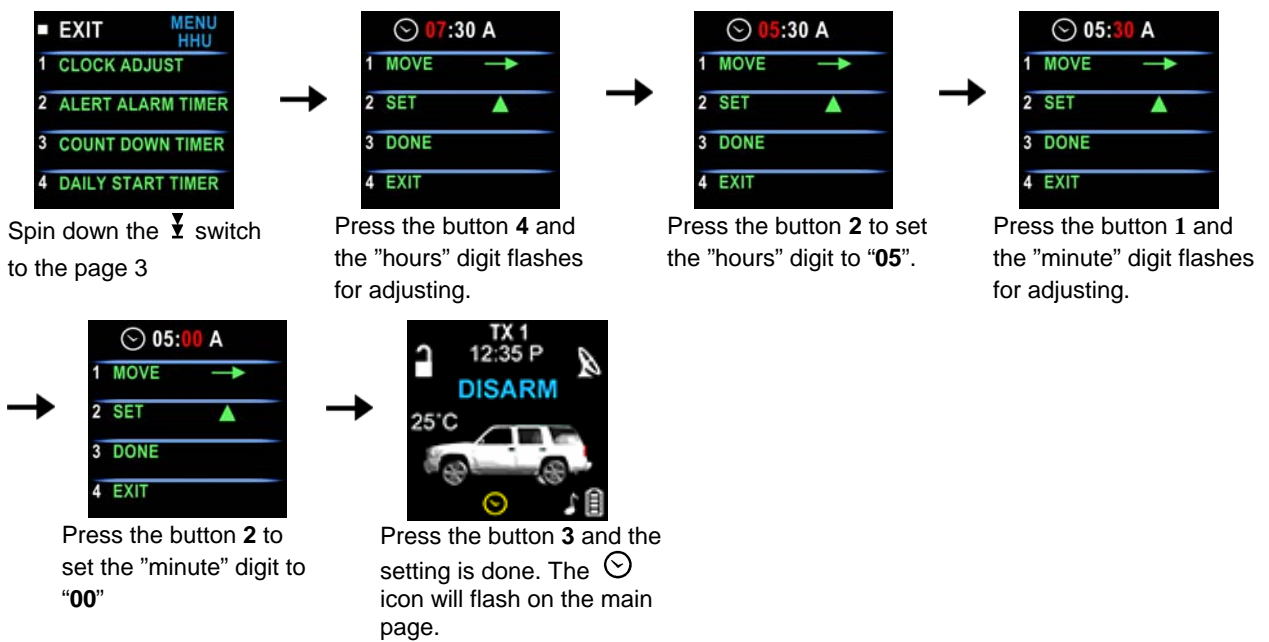 EXIT MENU
HHU
1 CLOCK ADJUST
2 ALERT ALARM TIMER
3 COUNT DOWN TIMER
4 DAILY START TIMER
Spin down the switch
to the page 3
07:30 A
1 MOVE
2 SET
3 DONE
4 EXIT
Press the button 4 and
the ”hours” digit flashes
for adjusting.
05:30 A
1 MOVE
2 SET
3 DONE
4 EXIT
Press the button 2 to set
the ”hours” digit to “05”.
05:30 A
1 MOVE
2 SET
3 DONE
4 EXIT
Press the button 1 and
the ”minute” digit flashes
for adjusting.
05:00 A
1 MOVE
2 SET
3 DONE
4 EXIT
Press the button 2 to
set the ”minute” digit to
“00”
TX 1
12:35 P
DISARM
25°C
Press the button 3 and the
setting is done. The
icon will flash on the main
page.